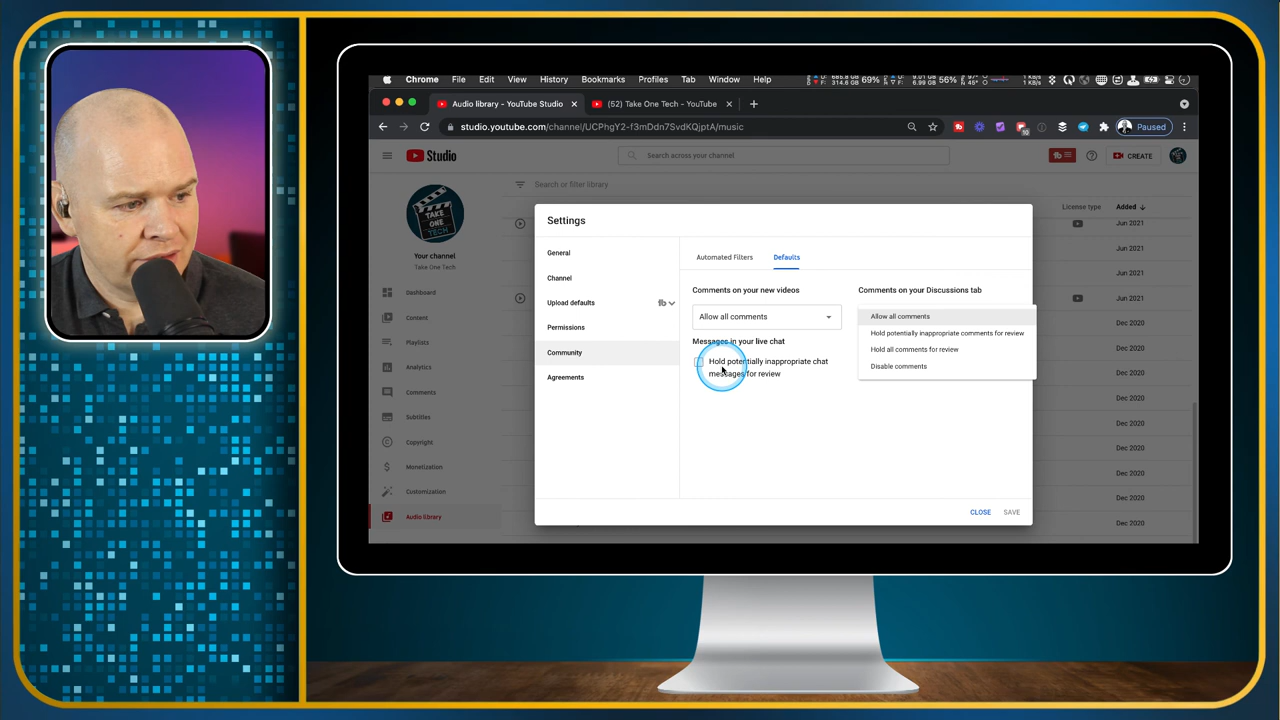 Chrome File Edit View History Bookmarks Profiles Tab Window Help
69% 56%
Audio library - YouTube Studio
(52) Take One Tech - YouTube
studio.youtube.com/channel/UCPhgY2-f3mDdn7SvdKQjptA/music
10
Paused
Studio
Search across your channel
CREATE
TAKE ONE TECH
Your channel
Take One Tech
Dashboard
Content
Playlists
Analytics
Comments
Subtitles
Copyright
Monetization
Customization
Audio library
Search or filter library
License type
Added
Jun 2021
Jun 2021
Jun 2021
Jun 2021
Dec 2020
Dec 2020
Dec 2020
Dec 2020
Dec 2020
Dec 2020
Dec 2020
Dec 2020
Dec 2020
Settings
General
Channel
Upload defaults
Permissions
Community
Agreements
Automated Filters
Defaults
Comments on your new videos
Allow all comments
Messages in your live chat
Hold potentially inappropriate chat
messages for review
Comments on your Discussions tab
Allow all comments
Hold potentially inappropriate comments for review
Hold all comments for review
Disable comments
CLOSE
SAVE